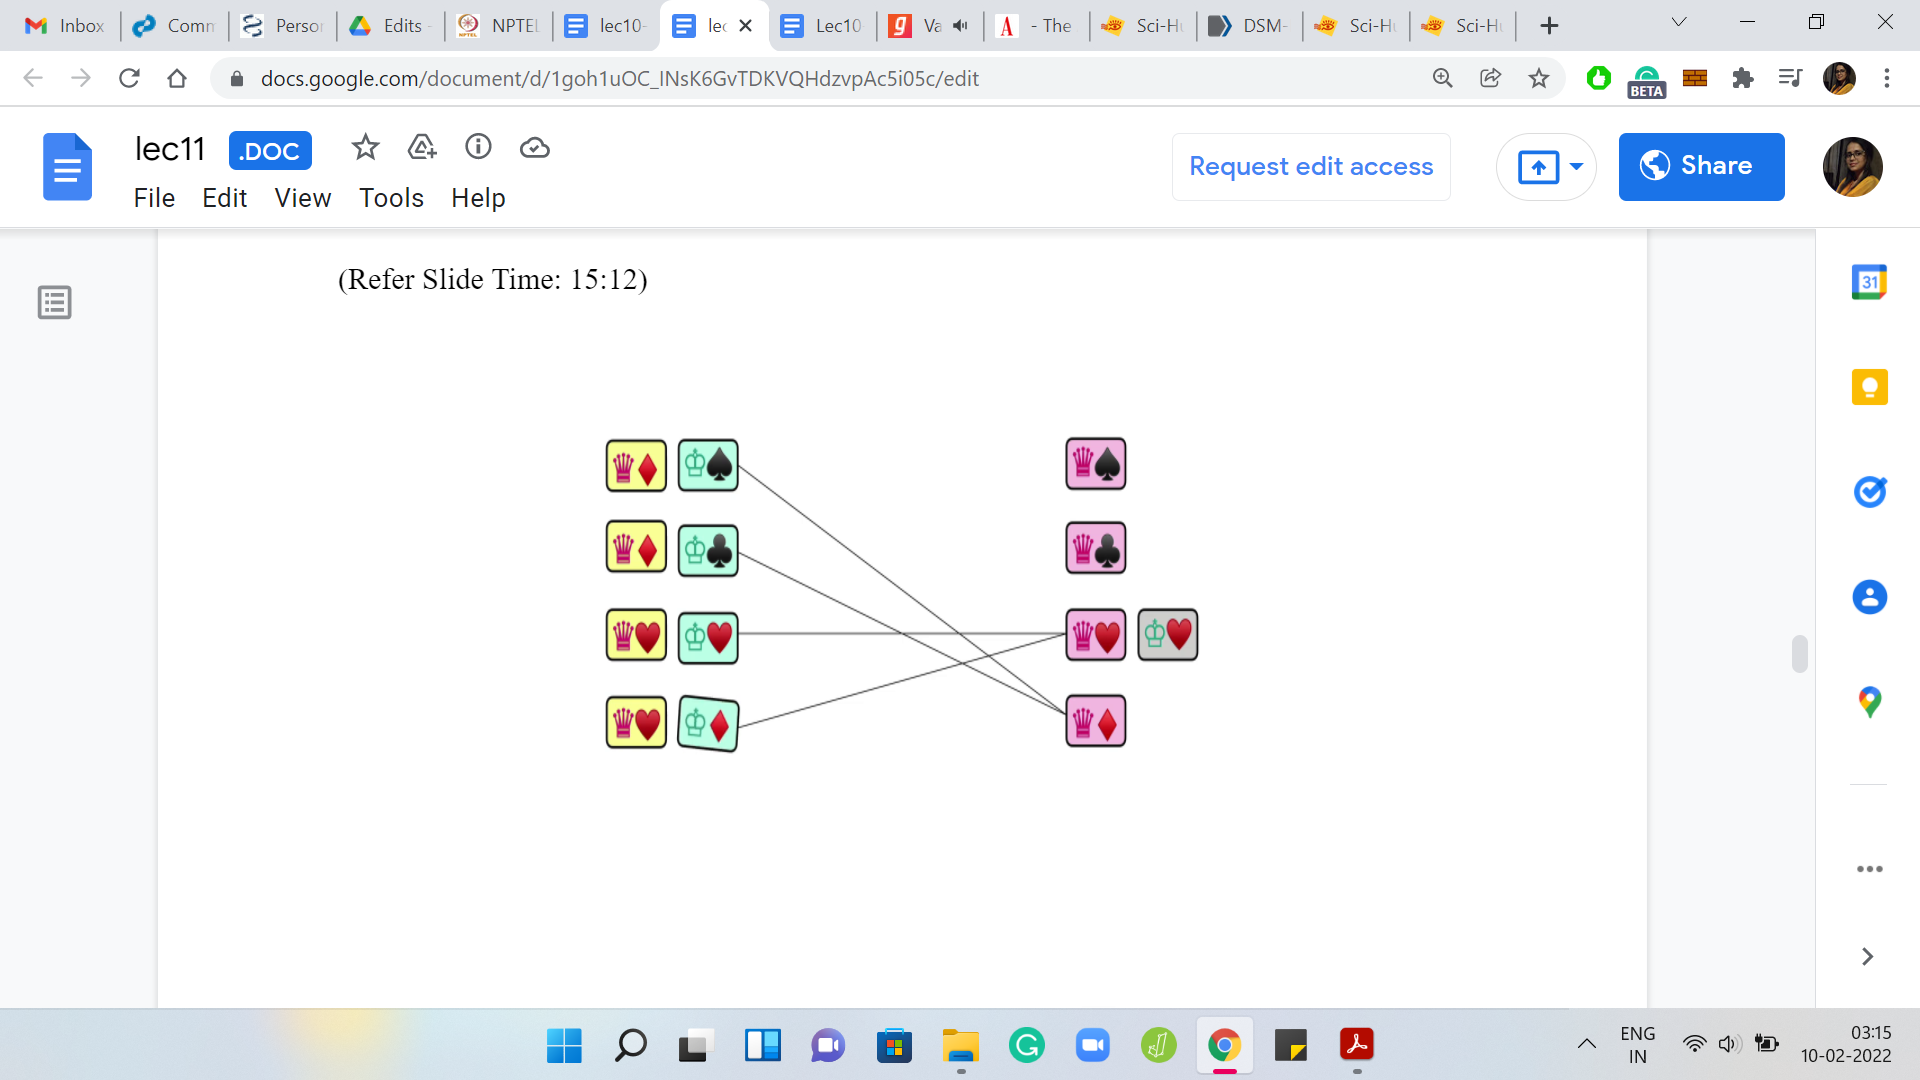 Inbox
Comm
Person
Edits -
NPTEL
lec10-
lec
Lec10
Va
- The
Sci-Hu
DSM-
Sci-Hu
Sci-Hu
docs.google.com/document/d/1goh1uOC_INsK6GvTDKVQHdzvpAc5i05c/edit
BETA
lec11 .DOC
File Edit View Tools Help
Request edit access
Share
31
(Refer Slide Time: 15:12)
ENG
IN
03:15
10-02-2022